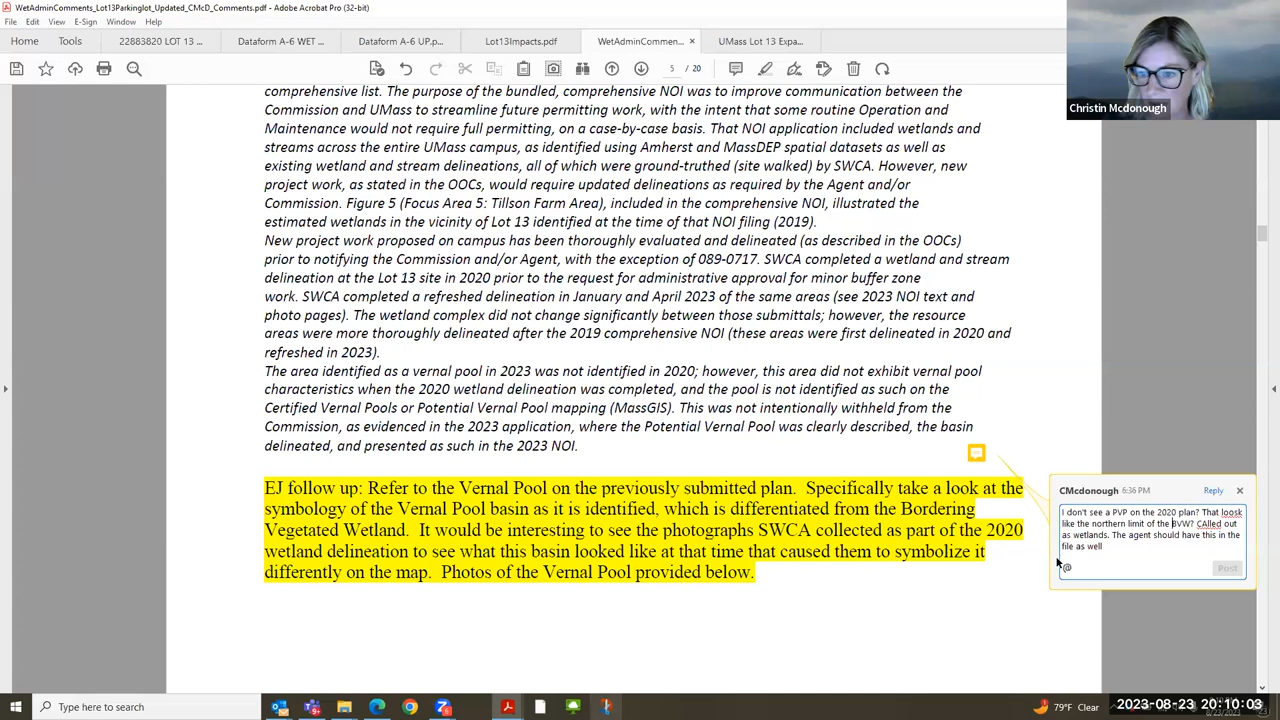 WetAdminComments_Lot13Parkinglot_Updated_CMcD_Comments.pdf - Adobe Acrobat Pro (32-bit)
File Edit View E-Sign Window Help
Home Tools 22883820 LOT 13 ... Dataform A-6 WET ... Dataform A-6 UP.p... Lot13Impacts.pdf WetAdminCommen... × UMass Lot 13 Expa...
5 / 20
Christin Mcdonough
comprehensive list. The purpose of the bundled, comprehensive NOI was to improve communication between the
Commission and UMass to streamline future permitting work, with the intent that some routine Operation and
Maintenance would not require full permitting, on a case-by-case basis. That NOI application included wetlands and
streams across the entire UMass campus, as identified using Amherst and MassDEP spatial datasets as well as
existing wetland and stream delineations, all of which were ground-truthed (site walked) by SWCA. However, new
project work, as stated in the OOCs, would require updated delineations as required by the Agent and/or
Commission. Figure 5 (Focus Area 5: Tillson Farm Area), included in the comprehensive NOI, illustrated the
estimated wetlands in the vicinity of Lot 13 identified at the time of that NOI filing (2019).
New project work proposed on campus has been thoroughly evaluated and delineated (as described in the OOCs)
prior to notifying the Commission and/or Agent, with the exception of 089-0717. SWCA completed a wetland and stream
delineation at the Lot 13 site in 2020 prior to the request for administrative approval for minor buffer zone
work. SWCA completed a refreshed delineation in January and April 2023 of the same areas (see 2023 NOI text and
photo pages). The wetland complex did not change significantly between those submittals; however, the resource
areas were more thoroughly delineated after the 2019 comprehensive NOI (these areas were first delineated in 2020 and
refreshed in 2023).
The area identified as a vernal pool in 2023 was not identified in 2020; however, this area did not exhibit vernal pool
characteristics when the 2020 wetland delineation was completed, and the pool is not identified as such on the
Certified Vernal Pools or Potential Vernal Pool mapping (MassGIS). This was not intentionally withheld from the
Commission, as evidenced in the 2023 application, where the Potential Vernal Pool was clearly described, the basin
delineated, and presented as such in the 2023 NOI.
EJ follow up: Refer to the Vernal Pool on the previously submitted plan. Specifically take a look at the
symbology of the Vernal Pool basin as it is identified, which is differentiated from the Bordering
Vegetated Wetland. It would be interesting to see the photographs SWCA collected as part of the 2020
wetland delineation to see what this basin looked like at that time that caused them to symbolize it
differently on the map. Photos of the Vernal Pool provided below.
CMcdonough 6:36 PM Reply ×
I don't see a PVP on the 2020 plan? That loosk
like the northern limit of the BVW? CAlled out
as wetlands. The agent should have this in the
file as well
@ Post
Type here to search
79°F Clear
2023-08-23 20:10:03